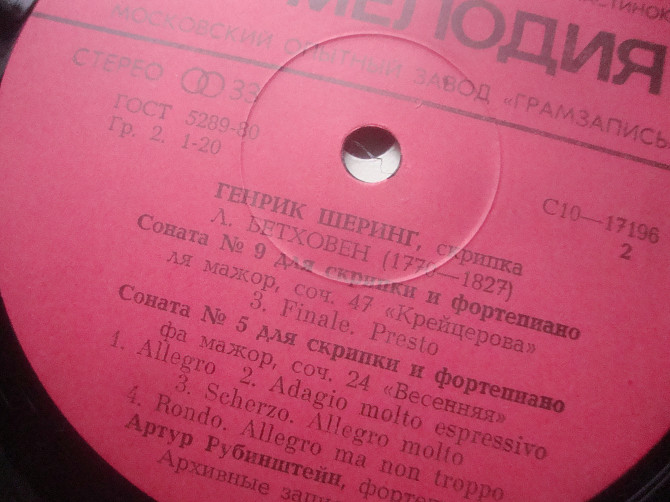 МЕЛОДИЯ
МОСКОВСКИЙ ОПЫТНЫЙ ЗАВОД «ГРАМЗАПИСЬ»
СТЕРЕО 33
ГОСТ 5289-80
Гр. 2. 1-20
С10—17196
2
ГЕНРИК ШЕРИНГ, скрипка
Л. БЕТХОВЕН (1770—1827)
Соната № 9 для скрипки и фортепиано
ля мажор, соч. 47 «Крейцерова»
3. Finale. Presto
Соната № 5 для скрипки и фортепиано
фа мажор, соч. 24 «Весенняя»
1. Allegro 2. Adagio molto espressivo
3. Scherzo. Allegro molto
4. Rondo. Allegro ma non troppo
Артур Рубинштейн, форте
Архивные запи